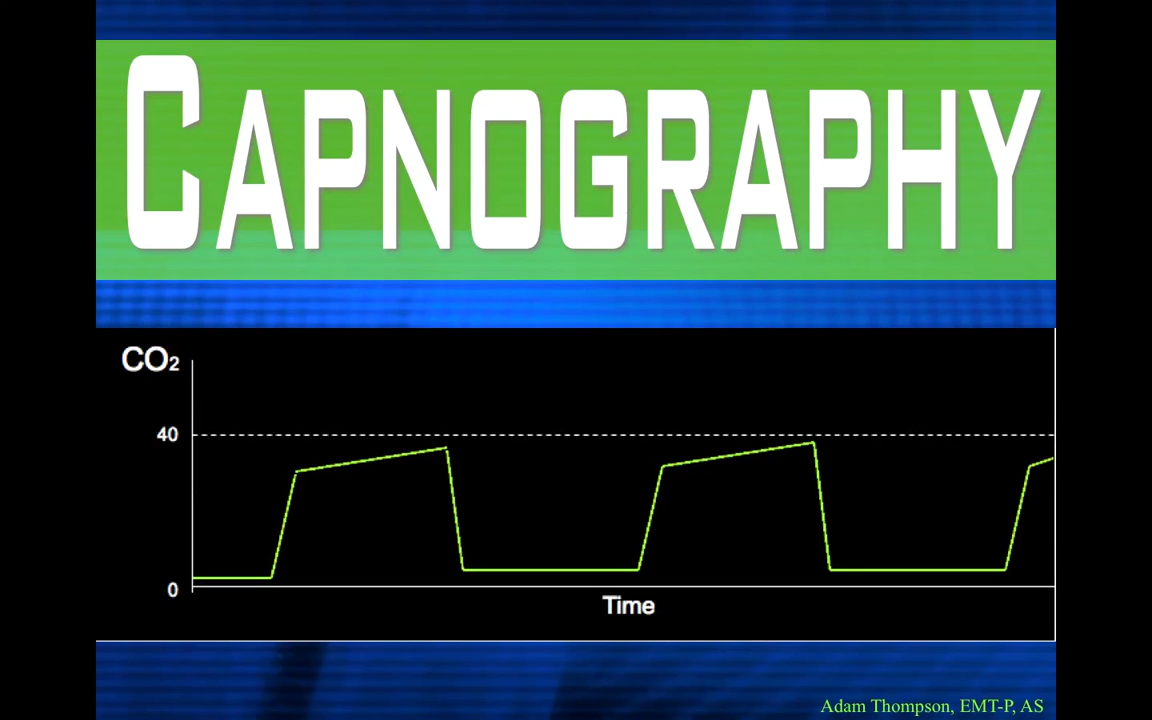 CAPNOGRAPHY
CO₂
40
0
Time
Adam Thompson, EMT-P, AS